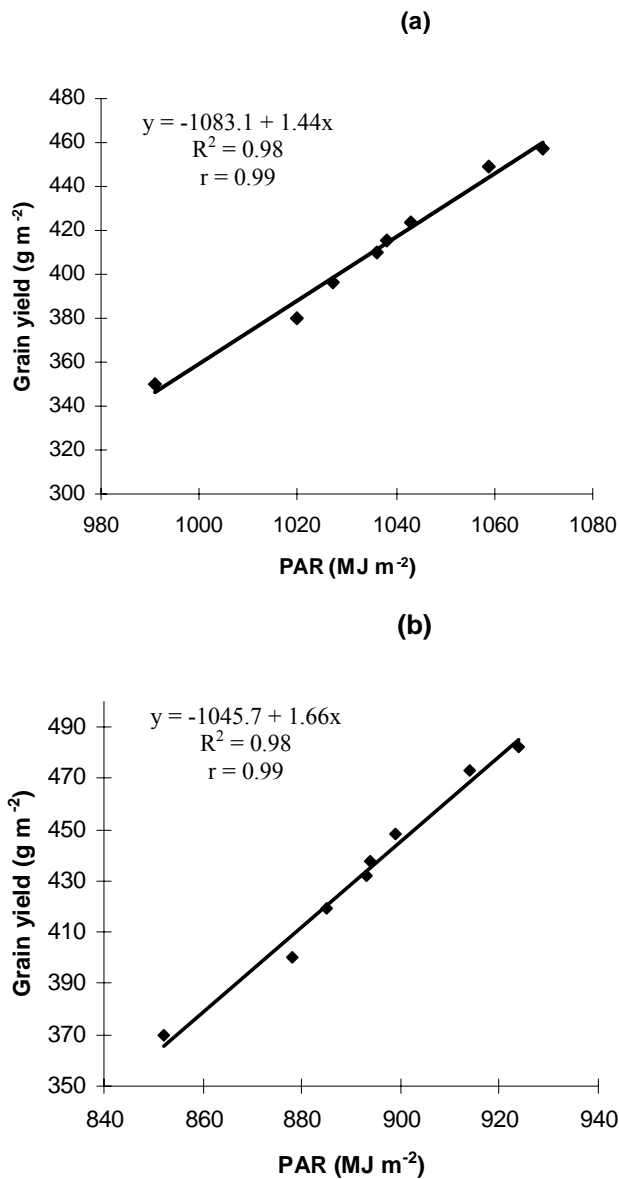 (a)
480
460
440
420
400
380
360
340
320
300
y = -1083.1 + 1.44x
R² = 0.98
r = 0.99
Grain yield (g m⁻²)
980 1000 1020 1040 1060 1080
PAR (MJ m⁻²)
(b)
490
470
450
430
410
390
370
350
y = -1045.7 + 1.66x
R² = 0.98
r = 0.99
Grain yield (g m⁻²)
840 860 880 900 920 940
PAR (MJ m⁻²)